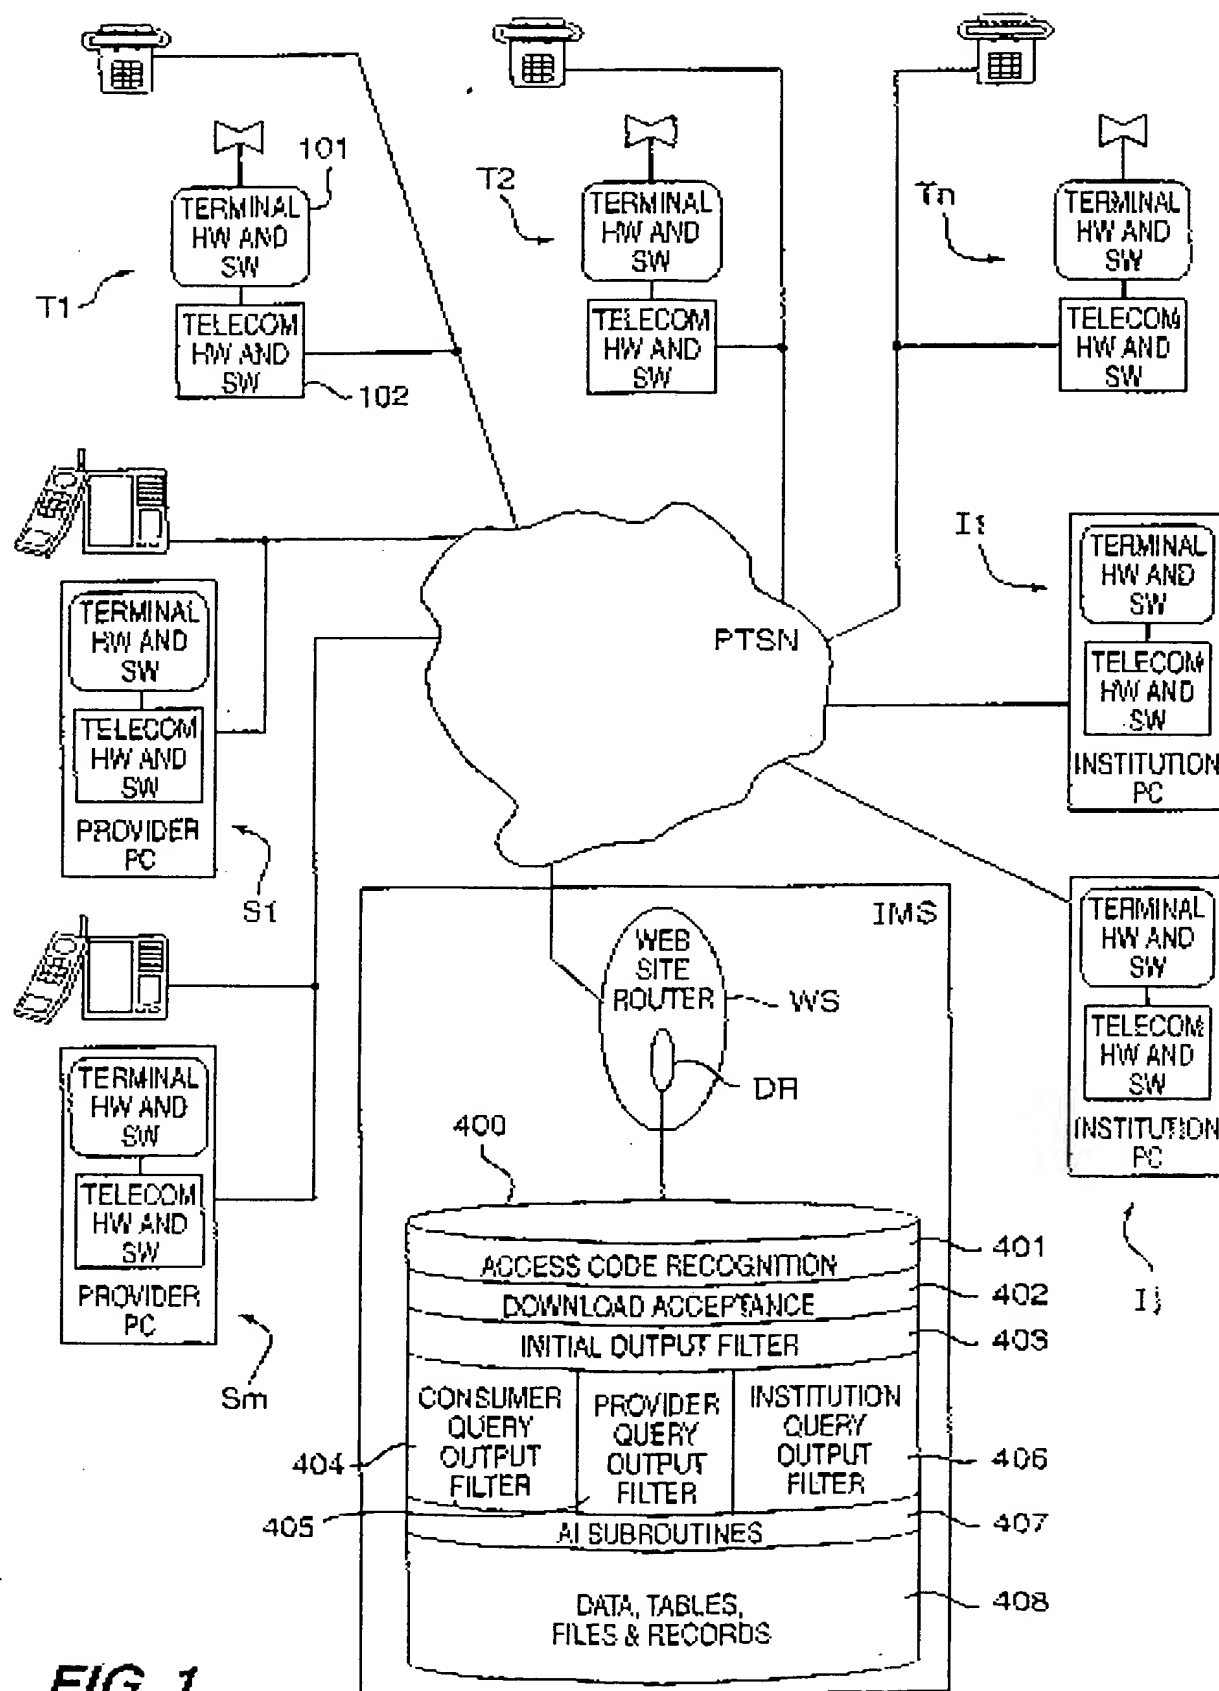 101
T1
TERMINAL
HW AND
SW
TELECOM
HW AND
SW
102
T2
TERMINAL
HW AND
SW
TELECOM
HW AND
SW
Tn
TERMINAL
HW AND
SW
TELECOM
HW AND
SW
TERMINAL
HW AND
SW
TELECOM
HW AND
SW
PROVIDER
PC
S1
PTSN
I1
TERMINAL
HW AND
SW
TELECOM
HW AND
SW
INSTITUTION
PC
TERMINAL
HW AND
SW
TELECOM
HW AND
SW
PROVIDER
PC
Sm
TERMINAL
HW AND
SW
TELECOM
HW AND
SW
INSTITUTION
PC
Ij
IMS
WEB
SITE
ROUTER
WS
DR
400
ACCESS CODE RECOGNITION
401
DOWNLOAD ACCEPTANCE
402
INITIAL OUTPUT FILTER
403
CONSUMER
QUERY
OUTPUT
FILTER
404
PROVIDER
QUERY
OUTPUT
FILTER
405
INSTITUTION
QUERY
OUTPUT
FILTER
406
AI SUBROUTINES
407
DATA, TABLES,
FILES & RECORDS
408
FIG. 1